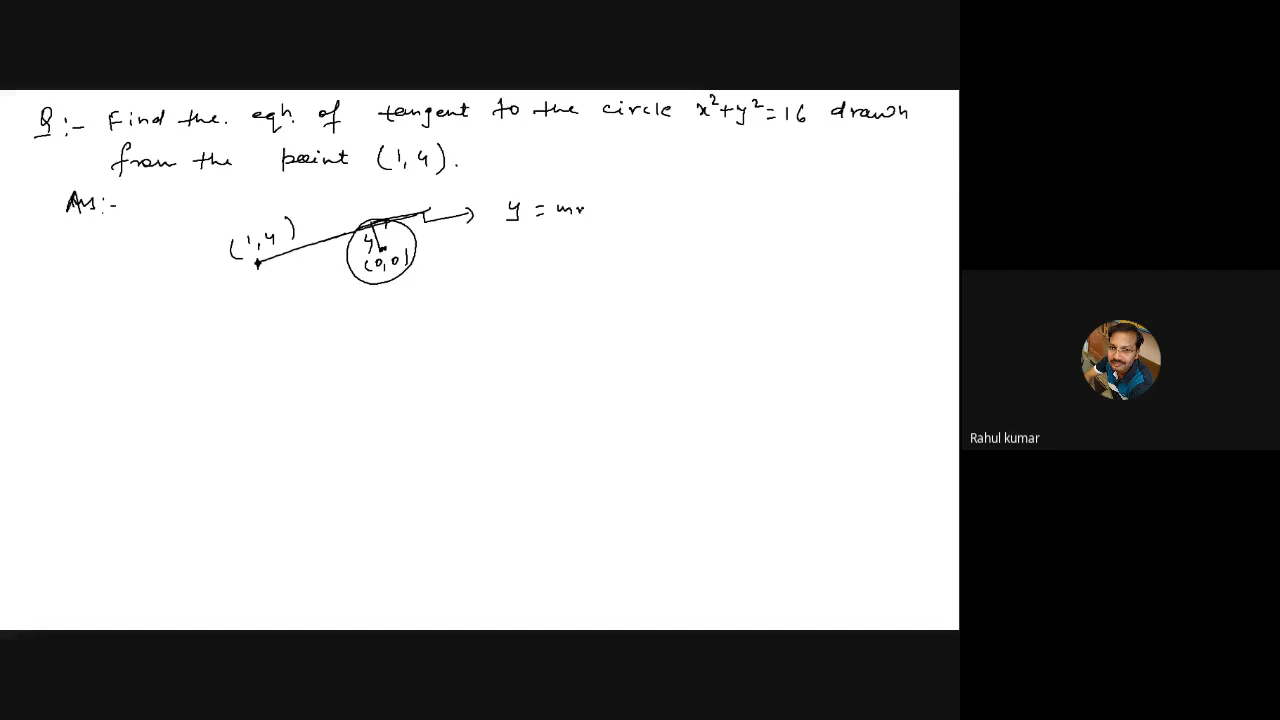 Q:- Find the. eqn. of tangent to the circle x²+y²=16 drawn
from the point (1, 4).
Ans:-
(1, 4)
4
(0, 0)
y = mx
Rahul kumar